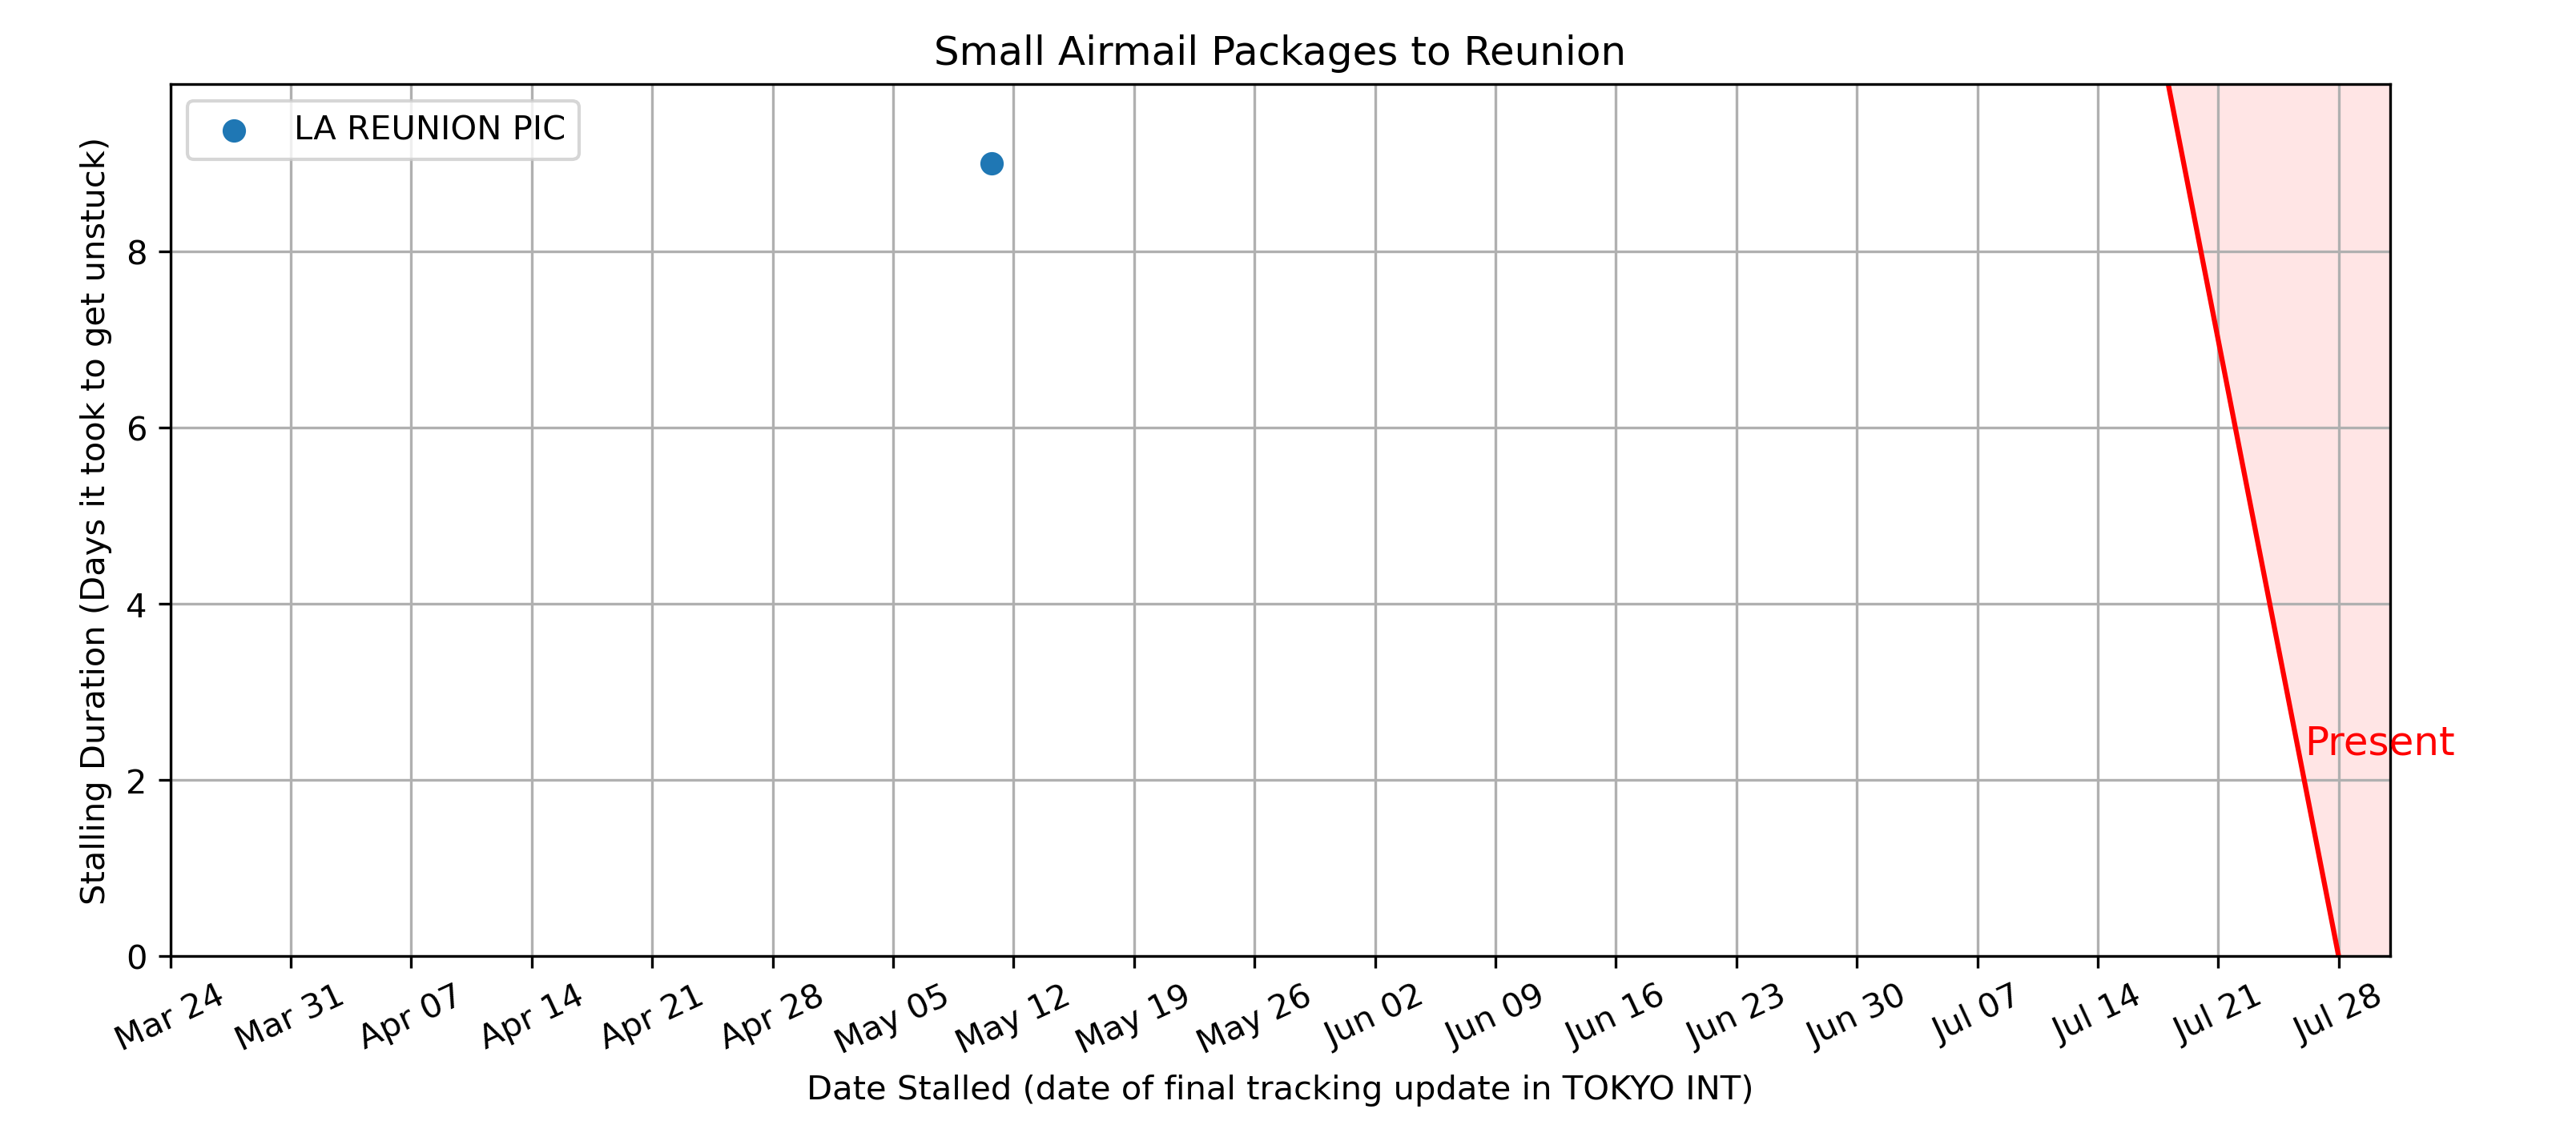 Small Airmail Packages to Reunion
LA REUNION PIC
Stalling Duration (Days it took to get unstuck)
8
6
4
2
0
Present
Mar 24
Mar 31
Apr 07
Apr 14
Apr 21
Apr 28
May 05
May 12
May 19
May 26
Jun 02
Jun 09
Jun 16
Jun 23
Jun 30
Jul 07
Jul 14
Jul 21
Jul 28
Date Stalled (date of final tracking update in TOKYO INT)